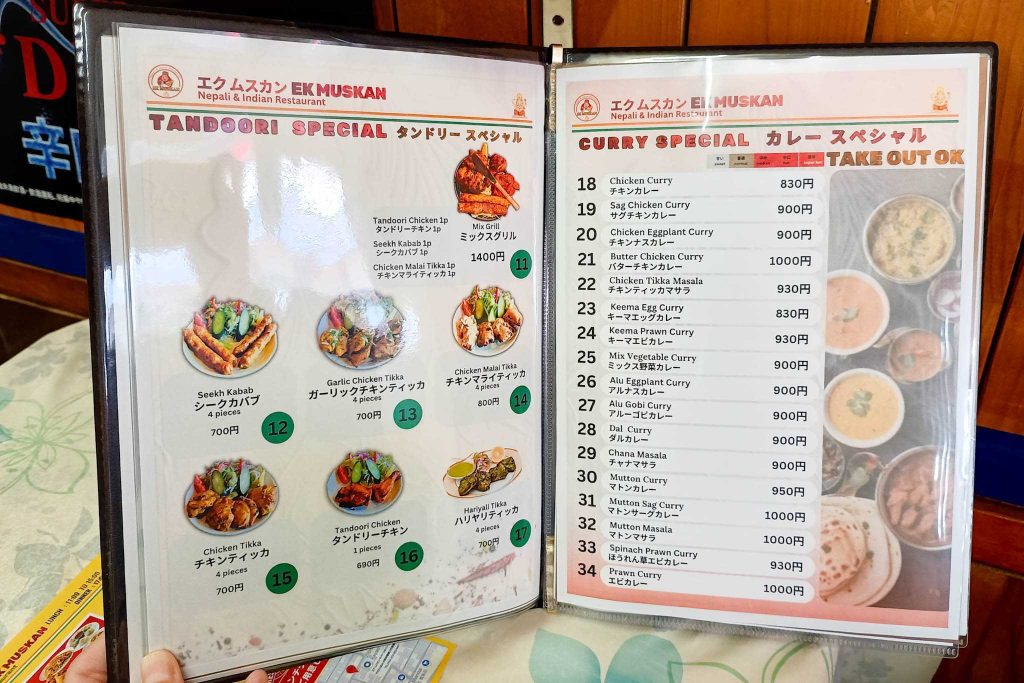 エクムスカン EK MUSKAN
Nepali & Indian Restaurant
TANDOORI SPECIAL タンドリー スペシャル
Tandoori Chicken 1p
タンドリーチキン 1p
Seekh Kabab 1p
シークカバブ 1p
Chicken Malai Tikka 1p
チキンマライティッカ 1p
Mix Grill
ミックスグリル
1400円
11
Seekh Kabab
シークカバブ
4 pieces
700円
12
Garlic Chicken Tikka
ガーリックチキンティッカ
4 pieces
700円
13
Chicken Malai Tikka
チキンマライティッカ
4 pieces
800円
14
Chicken Tikka
チキンティッカ
4 pieces
700円
15
Tandoori Chicken
タンドリーチキン
1 pieces
690円
16
Hariyali Tikka
ハリヤリティッカ
4 pieces
700円
17
エクムスカン EK MUSKAN
Nepali & Indian Restaurant
CURRY SPECIAL カレー スペシャル
TAKE OUT OK
18 Chicken Curry 830円
チキンカレー
19 Sag Chicken Curry 900円
サグチキンカレー
20 Chicken Eggplant Curry 900円
チキンナスカレー
21 Butter Chicken Curry 1000円
バターチキンカレー
22 Chicken Tikka Masala 930円
チキンティッカマサラ
23 Keema Egg Curry 830円
キーマエッグカレー
24 Keema Prawn Curry 930円
キーマエビカレー
25 Mix Vegetable Curry 900円
ミックス野菜カレー
26 Alu Eggplant Curry 900円
アルナスカレー
27 Alu Gobi Curry 900円
アルーゴビカレー
28 Dal Curry 900円
ダルカレー
29 Chana Masala 900円
チャナマサラ
30 Mutton Curry 950円
マトンカレー
31 Mutton Sag Curry 1000円
マトンサーグカレー
32 Mutton Masala 1000円
マトンマサラ
33 Spinach Prawn Curry 930円
ほうれん草エビカレー
34 Prawn Curry 1000円
エビカレー
MUSKAN
LUNCH : 11:00 TO 15:00